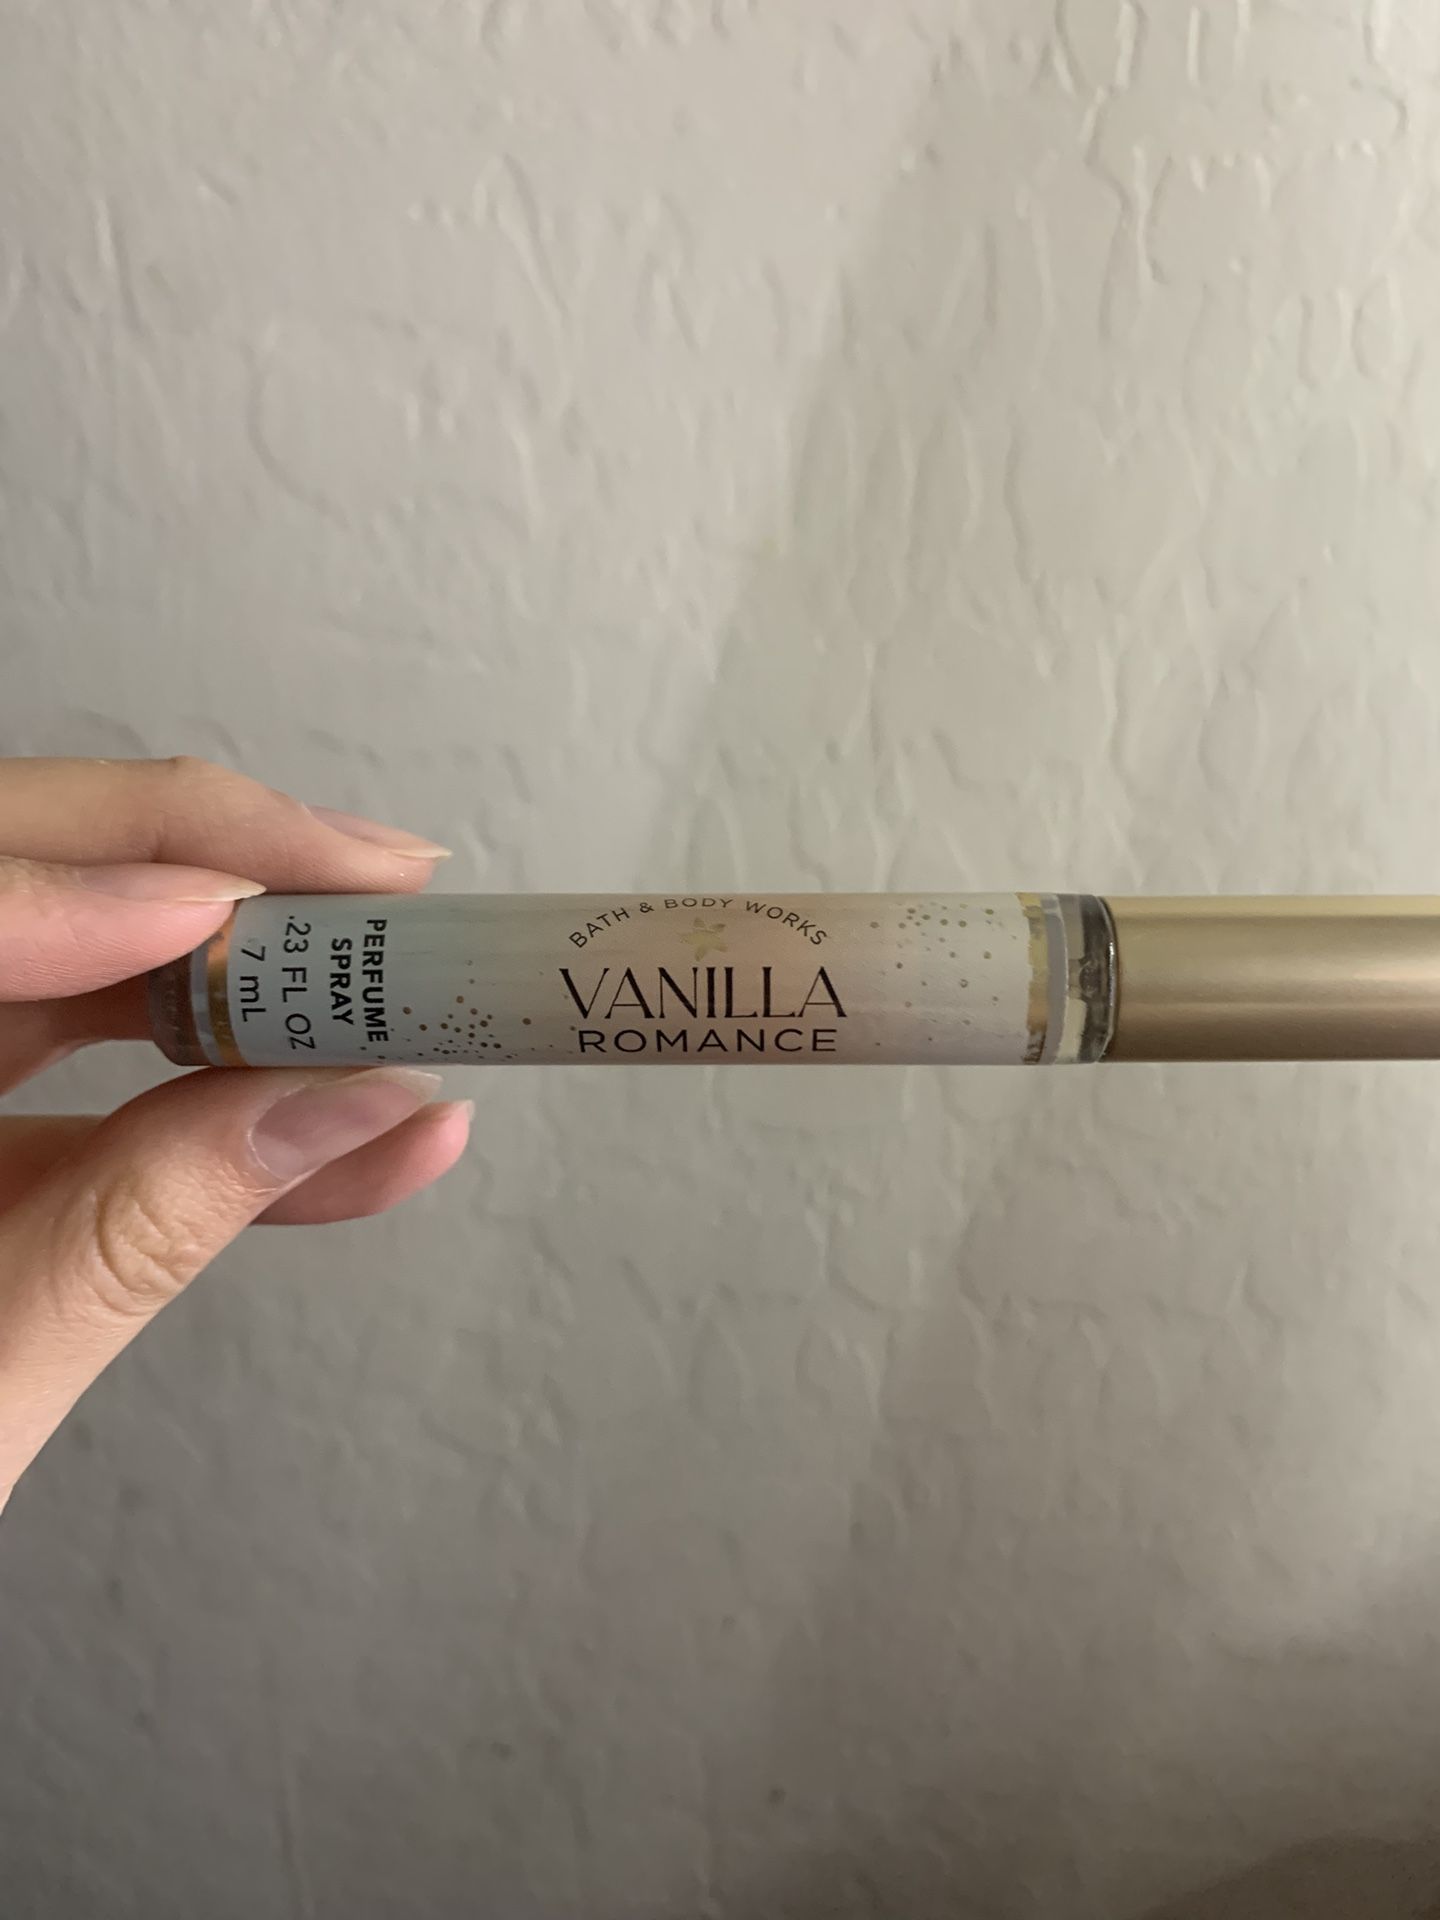 BATH & BODY WORKS
VANILLA
ROMANCE
PERFUME
SPRAY
.23 FL OZ
7 mL